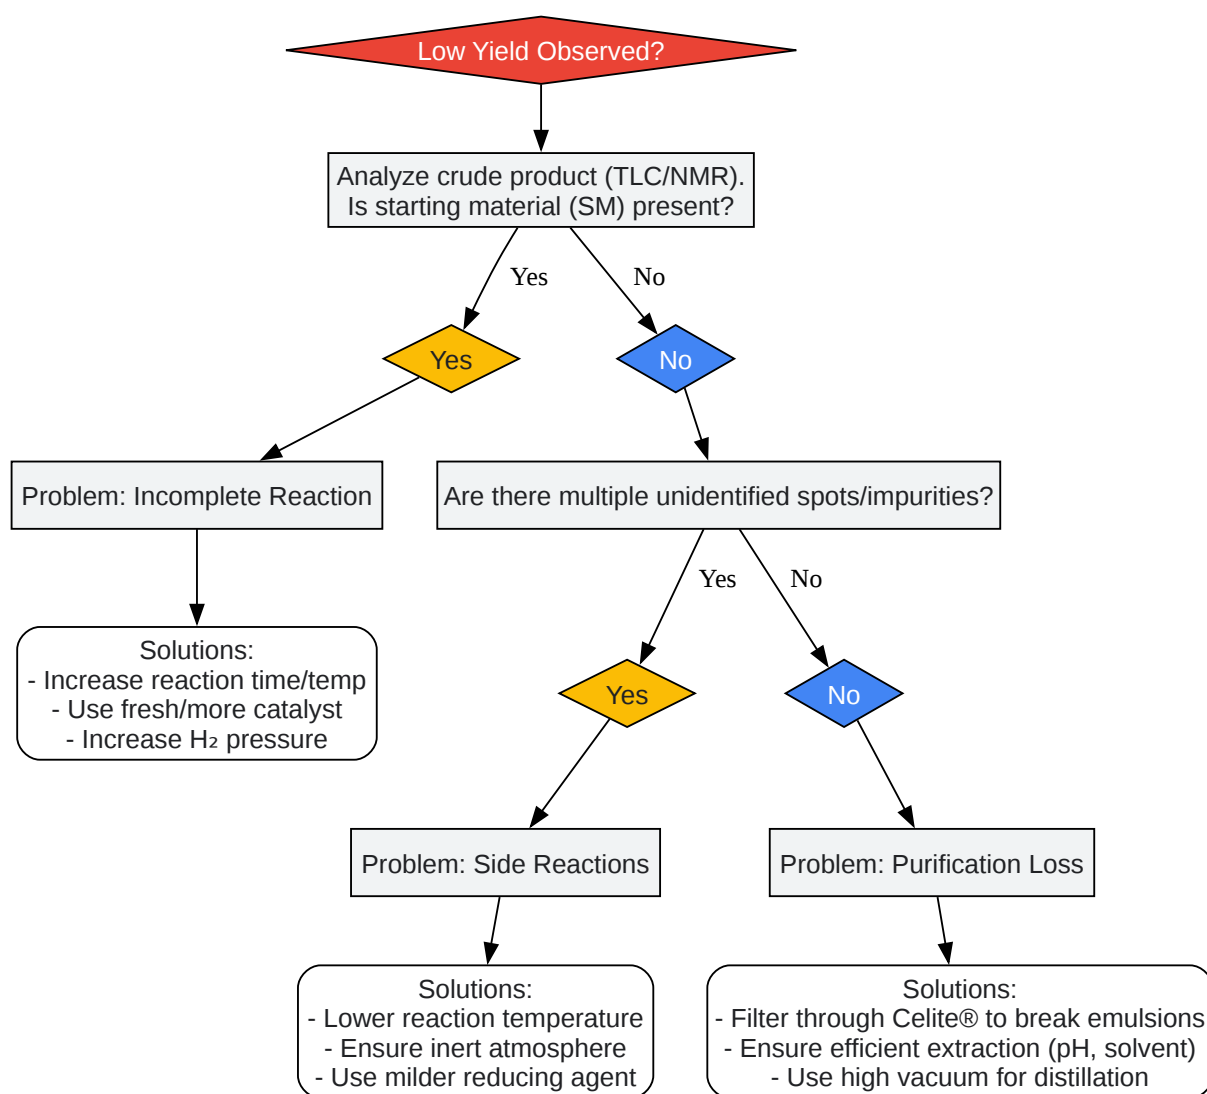 Low Yield Observed?
Analyze crude product (TLC/NMR).
Is starting material (SM) present?
Yes
No
Yes
No
Problem: Incomplete Reaction
Are there multiple unidentified spots/impurities?
Solutions:
- Increase reaction time/temp
- Use fresh/more catalyst
- Increase H₂ pressure
Yes
No
Yes
No
Problem: Side Reactions
Problem: Purification Loss
Solutions:
- Lower reaction temperature
- Ensure inert atmosphere
- Use milder reducing agent
Solutions:
- Filter through Celite® to break emulsions
- Ensure efficient extraction (pH, solvent)
- Use high vacuum for distillation